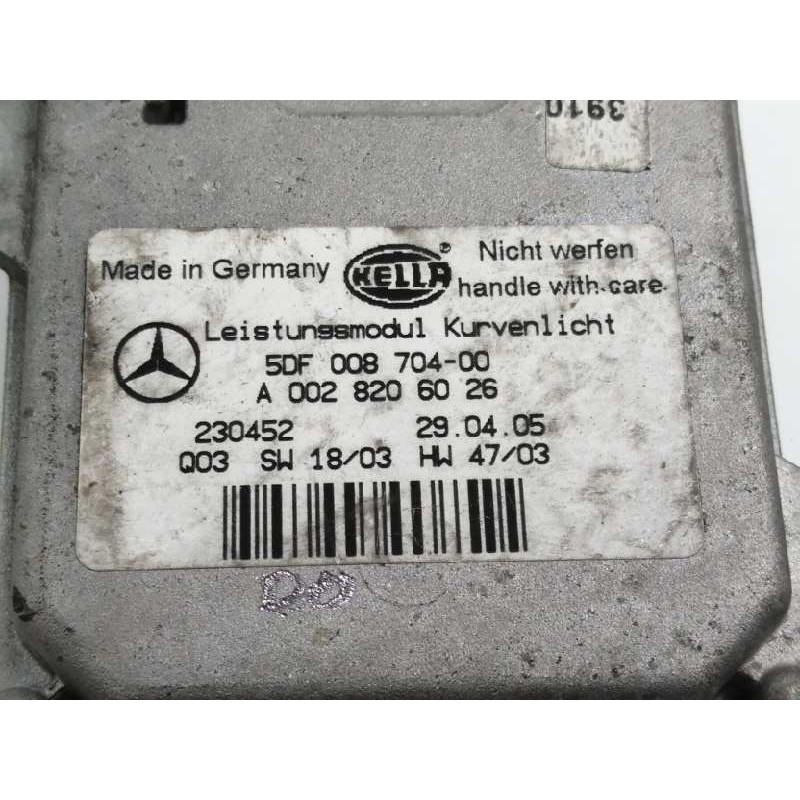 3910
Made in Germany HELLA ® Nicht werfen
handle with care
Leistungsmodul Kurvenlicht
5DF 008 704-00
A 002 820 60 26
230452 29.04.05
Q03 SW 18/03 HW 47/03